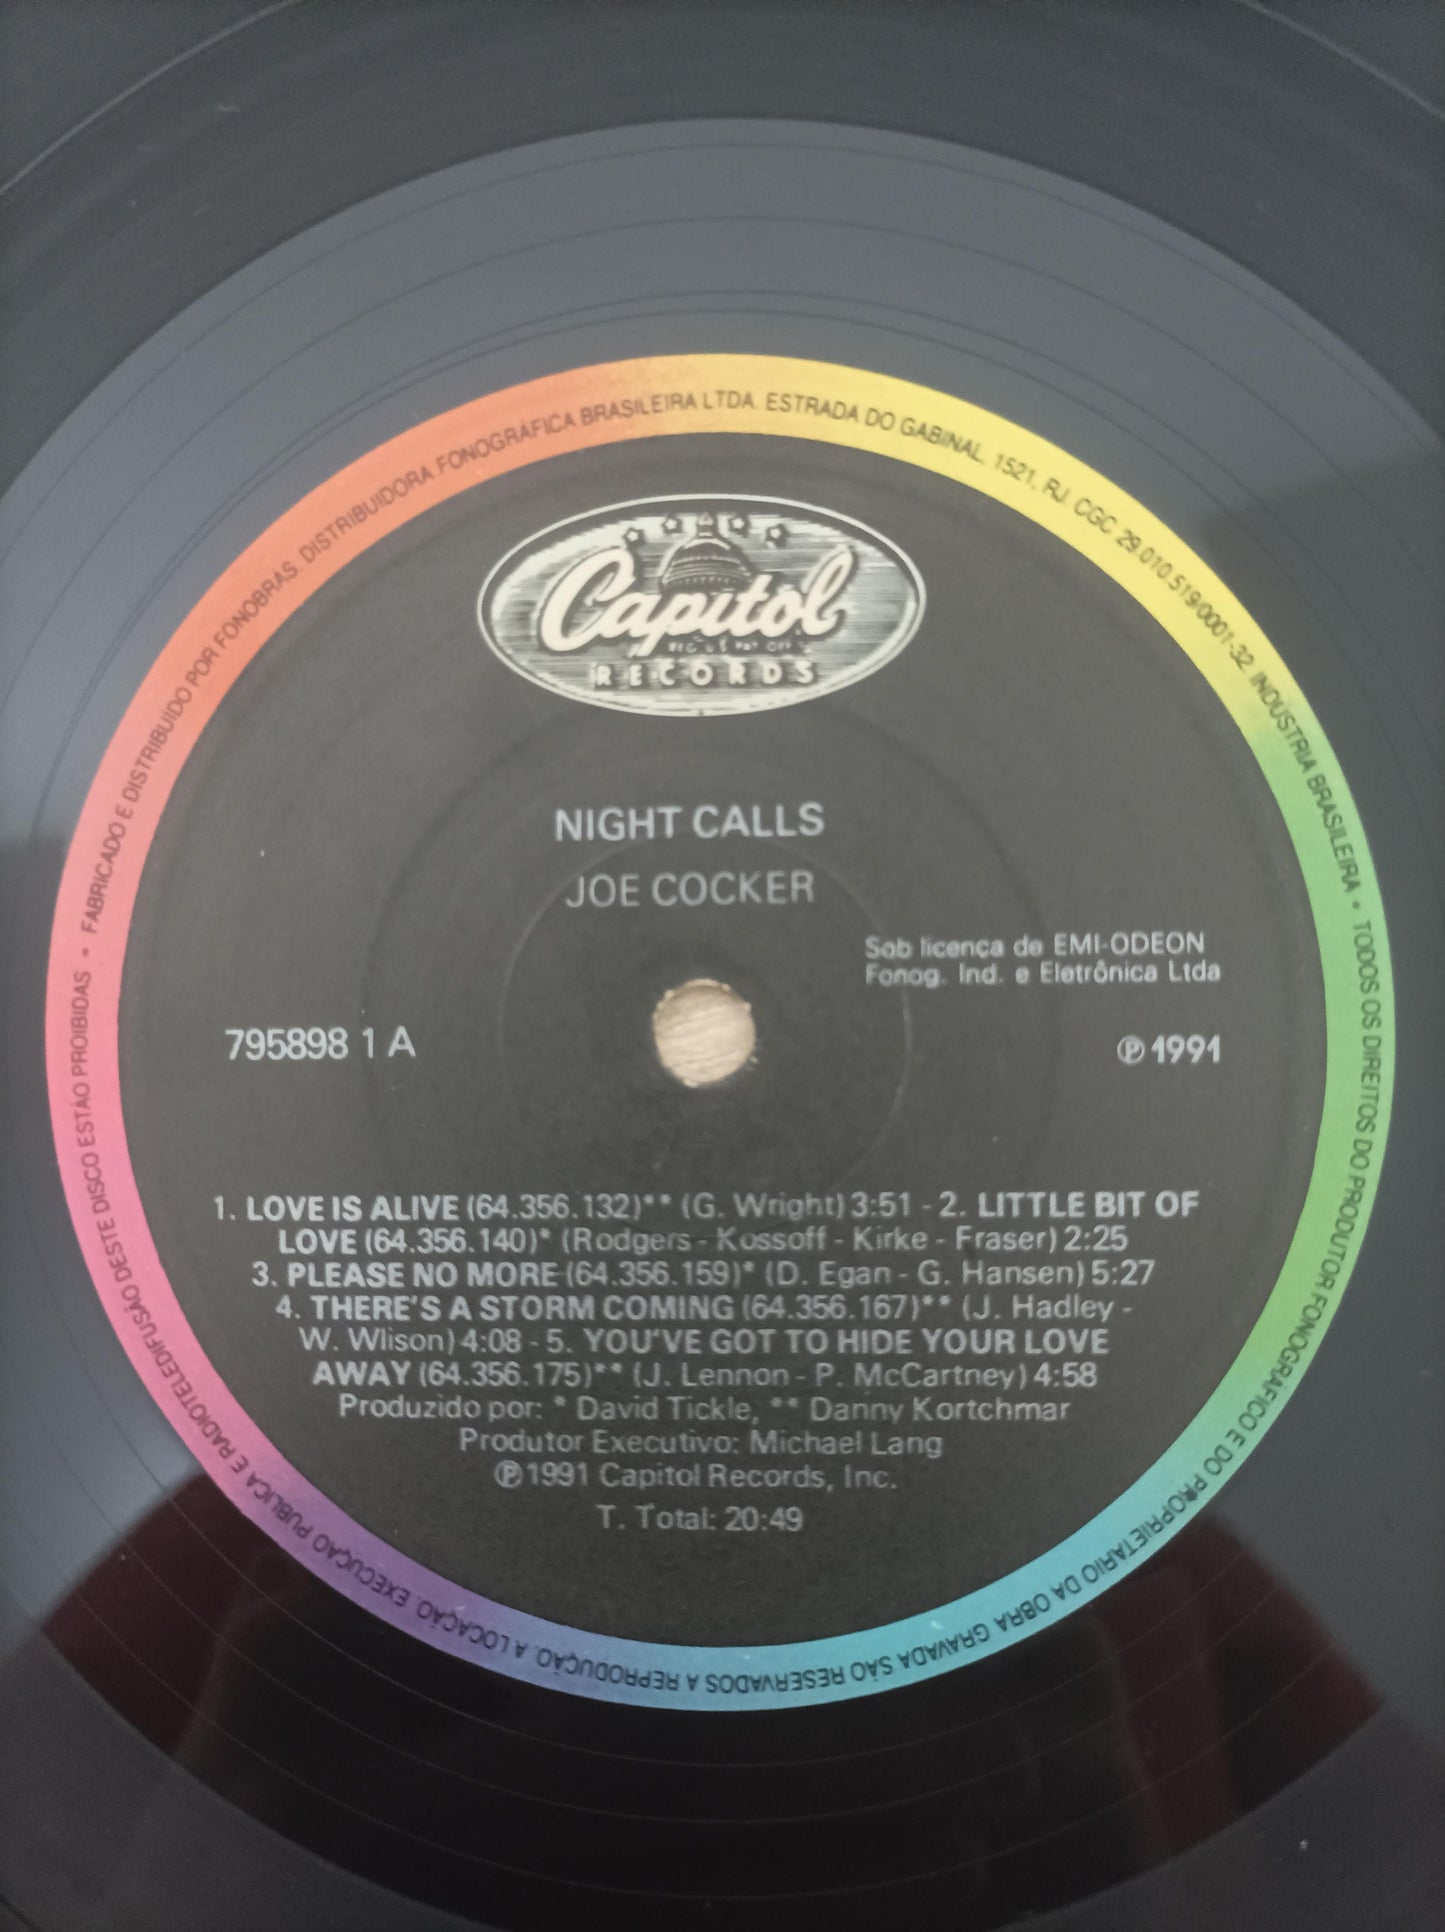 FABRICADO E DISTRIBUIDO POR FONOBRAS. DISTRIBUIDORA FONOGRÁFICA BRASILEIRA LTDA. ESTRADA DO GABINAL, 1521, RJ. CGC 29.010.519/0001-32. INDÚSTRIA BRASILEIRA • TODOS OS DIREITOS DO PRODUTOR FONOGRÁFICO E DO PROPRIETÁRIO DA OBRA GRAVADA SÃO RESERVADOS A REPRODUÇÃO. A LOCAÇÃO. EXECUÇÃO PÚBLICA E RADIOTELEDIFUSÃO DESTE DISCO ESTÃO PROIBIDAS •
Capitol
REG. U.S. PAT. OFF.
RECORDS
NIGHT CALLS
JOE COCKER
Sob licença de EMI-ODEON
Fonog. Ind. e Eletrônica Ltda
795898 1 A
℗ 1991
1. LOVE IS ALIVE (64.356.132)** (G. Wright) 3:51 - 2. LITTLE BIT OF
LOVE (64.356.140)* (Rodgers - Kossoff - Kirke - Fraser) 2:25
3. PLEASE NO MORE (64.356.159)* (D. Egan - G. Hansen) 5:27
4. THERE'S A STORM COMING (64.356.167)** (J. Hadley -
W. Wlison) 4:08 - 5. YOU'VE GOT TO HIDE YOUR LOVE
AWAY (64.356.175)** (J. Lennon - P. McCartney) 4:58
Produzido por: * David Tickle, ** Danny Kortchmar
Produtor Executivo: Michael Lang
℗1991 Capitol Records, Inc.
T. Total: 20:49